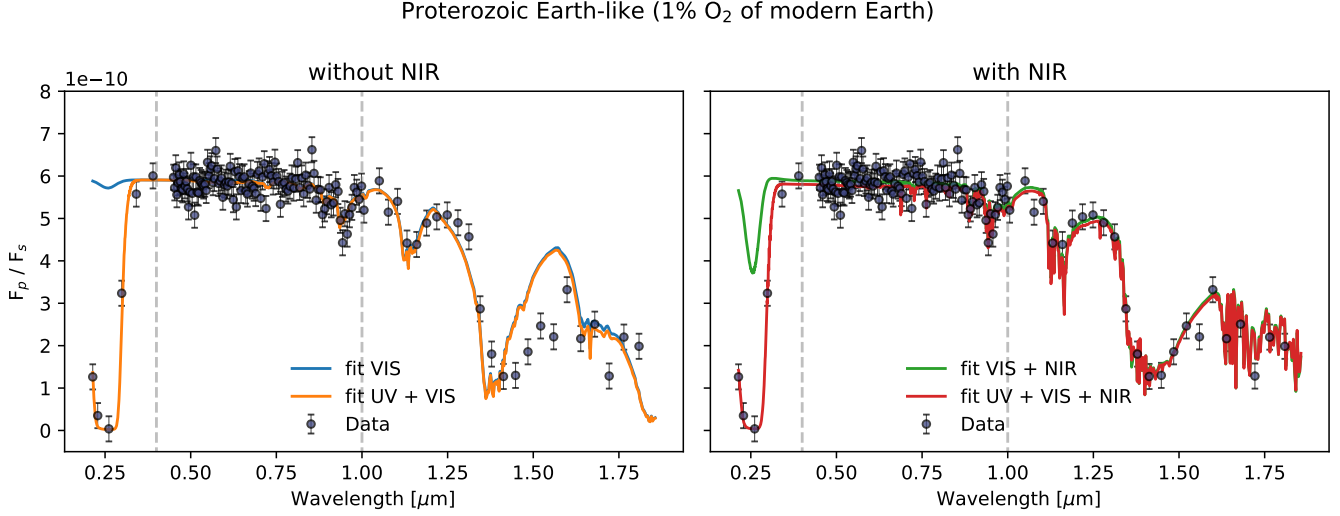 Proterozoic Earth-like (1% O₂ of modern Earth)
without NIR
with NIR
1e−10
8
7
6
5
4
3
2
1
0
F_p / F_s
fit VIS
fit UV + VIS
Data
fit VIS + NIR
fit UV + VIS + NIR
Data
0.25 0.50 0.75 1.00 1.25 1.50 1.75
0.25 0.50 0.75 1.00 1.25 1.50 1.75
Wavelength [μm]
Wavelength [μm]